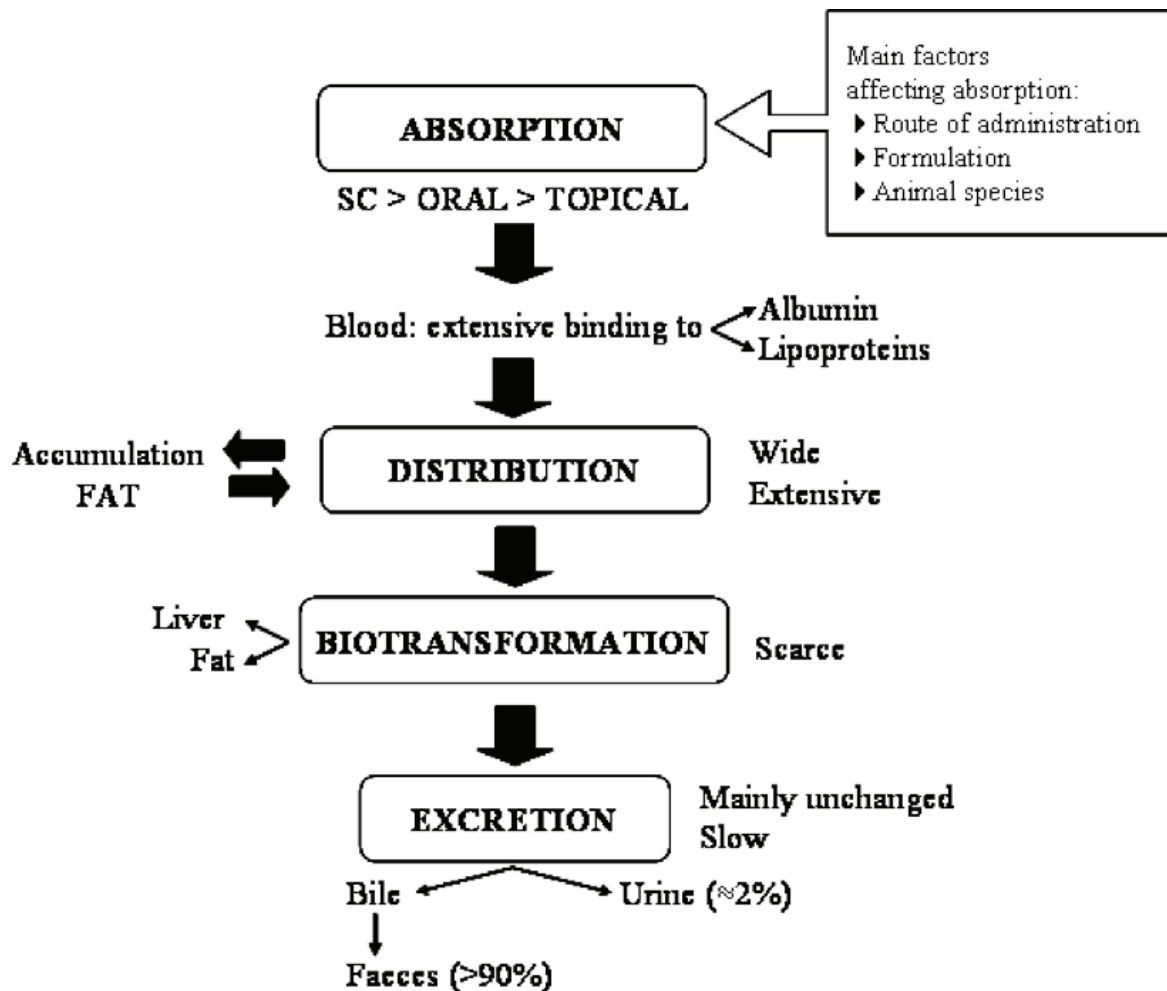 Main factors
affecting absorption:
Route of administration
Formulation
Animal species
ABSORPTION
SC > ORAL > TOPICAL
Blood: extensive binding to
Albumin
Lipoproteins
Accumulation
FAT
DISTRIBUTION
Wide
Extensive
Liver
Fat
BIOTRANSFORMATION
Scarce
EXCRETION
Mainly unchanged
Slow
Bile
Urine (≈2%)
Faeces (>90%)